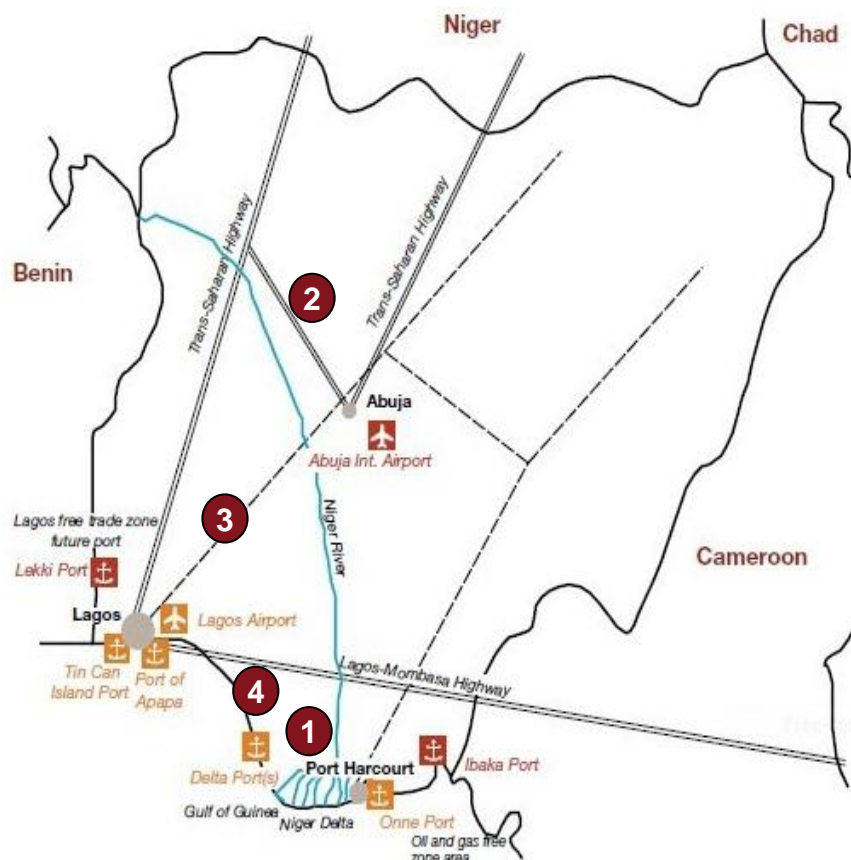 Niger
Chad
Benin
Trans-Saharan Highway
Trans-Saharan Highway
2
Abuja
Abuja Int. Airport
3
Niger River
Lagos free trade zone
future port
Lekki Port
Cameroon
Lagos
Lagos Airport
Tin Can
Island Port
Port of
Apapa
Lagos-Mombasa Highway
4
1
Delta Port(s)
Port Harcourt
Ibaka Port
Gulf of Guinea
Niger Delta
Onne Port
Oil and gas free
zone area